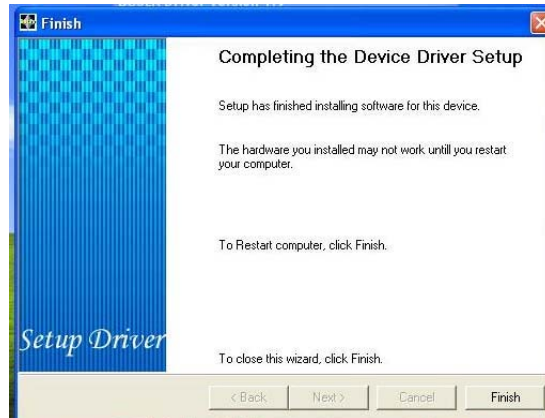 Finish
Completing the Device Driver Setup
Setup has finished installing software for this device.
The hardware you installed may not work untill you restart
your computer.
To Restart computer, click Finish.
Setup Driver
To close this wizard, click Finish.
< Back
Next >
Cancel
Finish